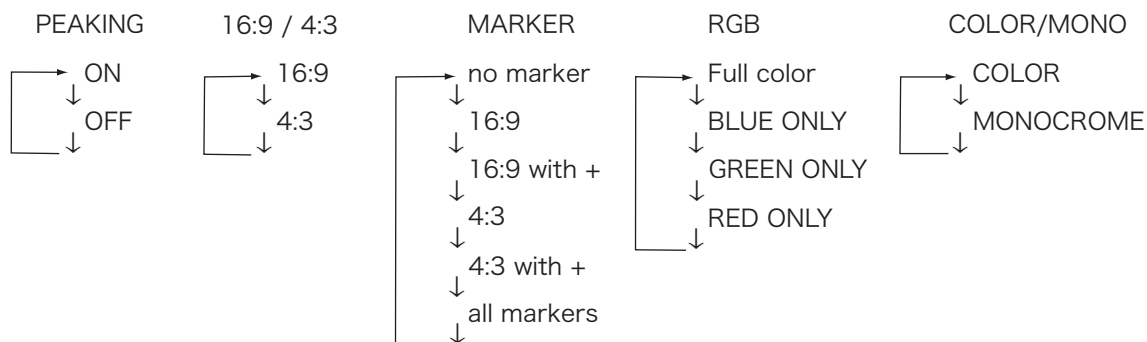 PEAKING
ON
OFF
16:9 / 4:3
16:9
4:3
MARKER
no marker
16:9
16:9 with +
4:3
4:3 with +
all markers
RGB
Full color
BLUE ONLY
GREEN ONLY
RED ONLY
COLOR/MONO
COLOR
MONOCROME